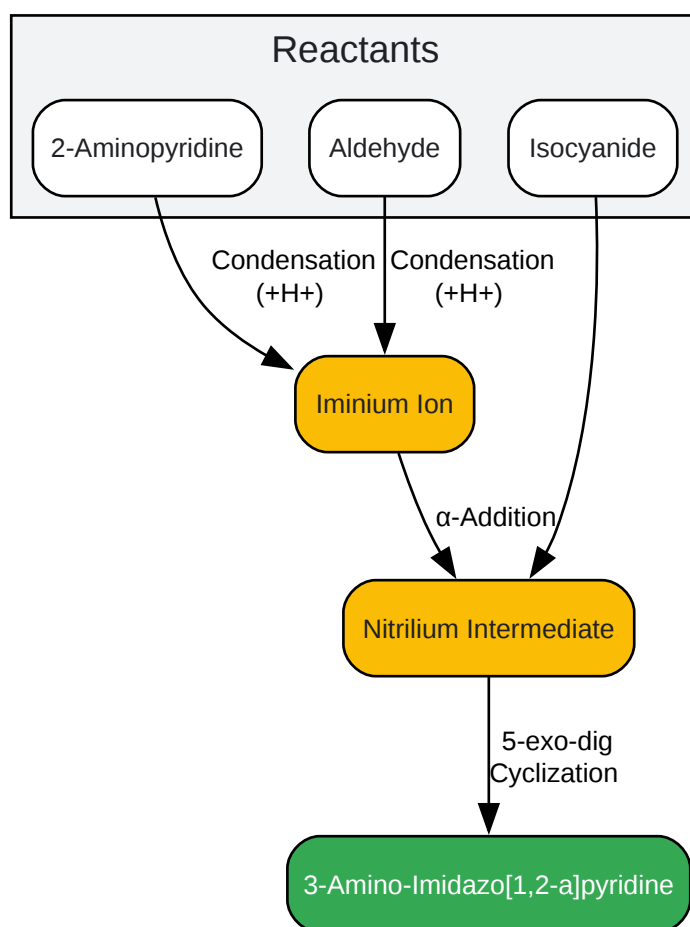 Reactants
2-Aminopyridine
Aldehyde
Isocyanide
Condensation
(+H+)
Condensation
(+H+)
Iminium Ion
α-Addition
Nitrilium Intermediate
5-exo-dig
Cyclization
3-Amino-Imidazo[1,2-a]pyridine